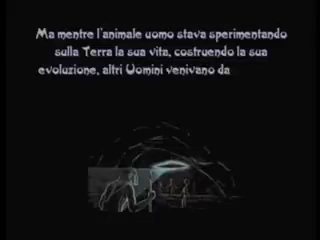 Ma mentre l'animale uomo stava sperimentando
sulla Terra la sua vita, costruendo la sua
evoluzione, altri Uomini venivano da